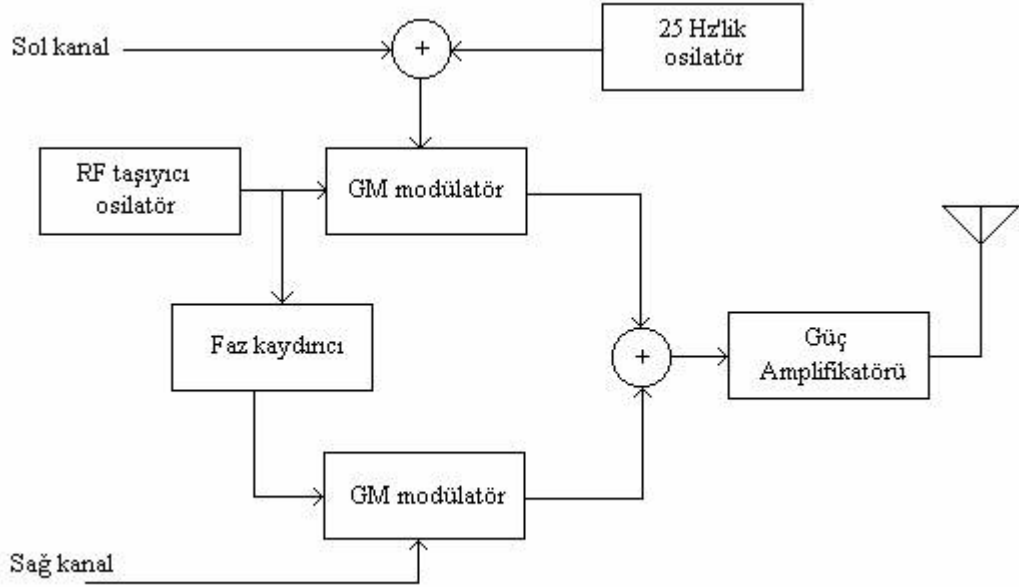 Sol kanal
+
25 Hz'lik
osilatör
RF taşıyıcı
osilatör
GM modülatör
Faz kaydırıcı
+
Güç
Amplifikatörü
GM modülatör
Sağ kanal